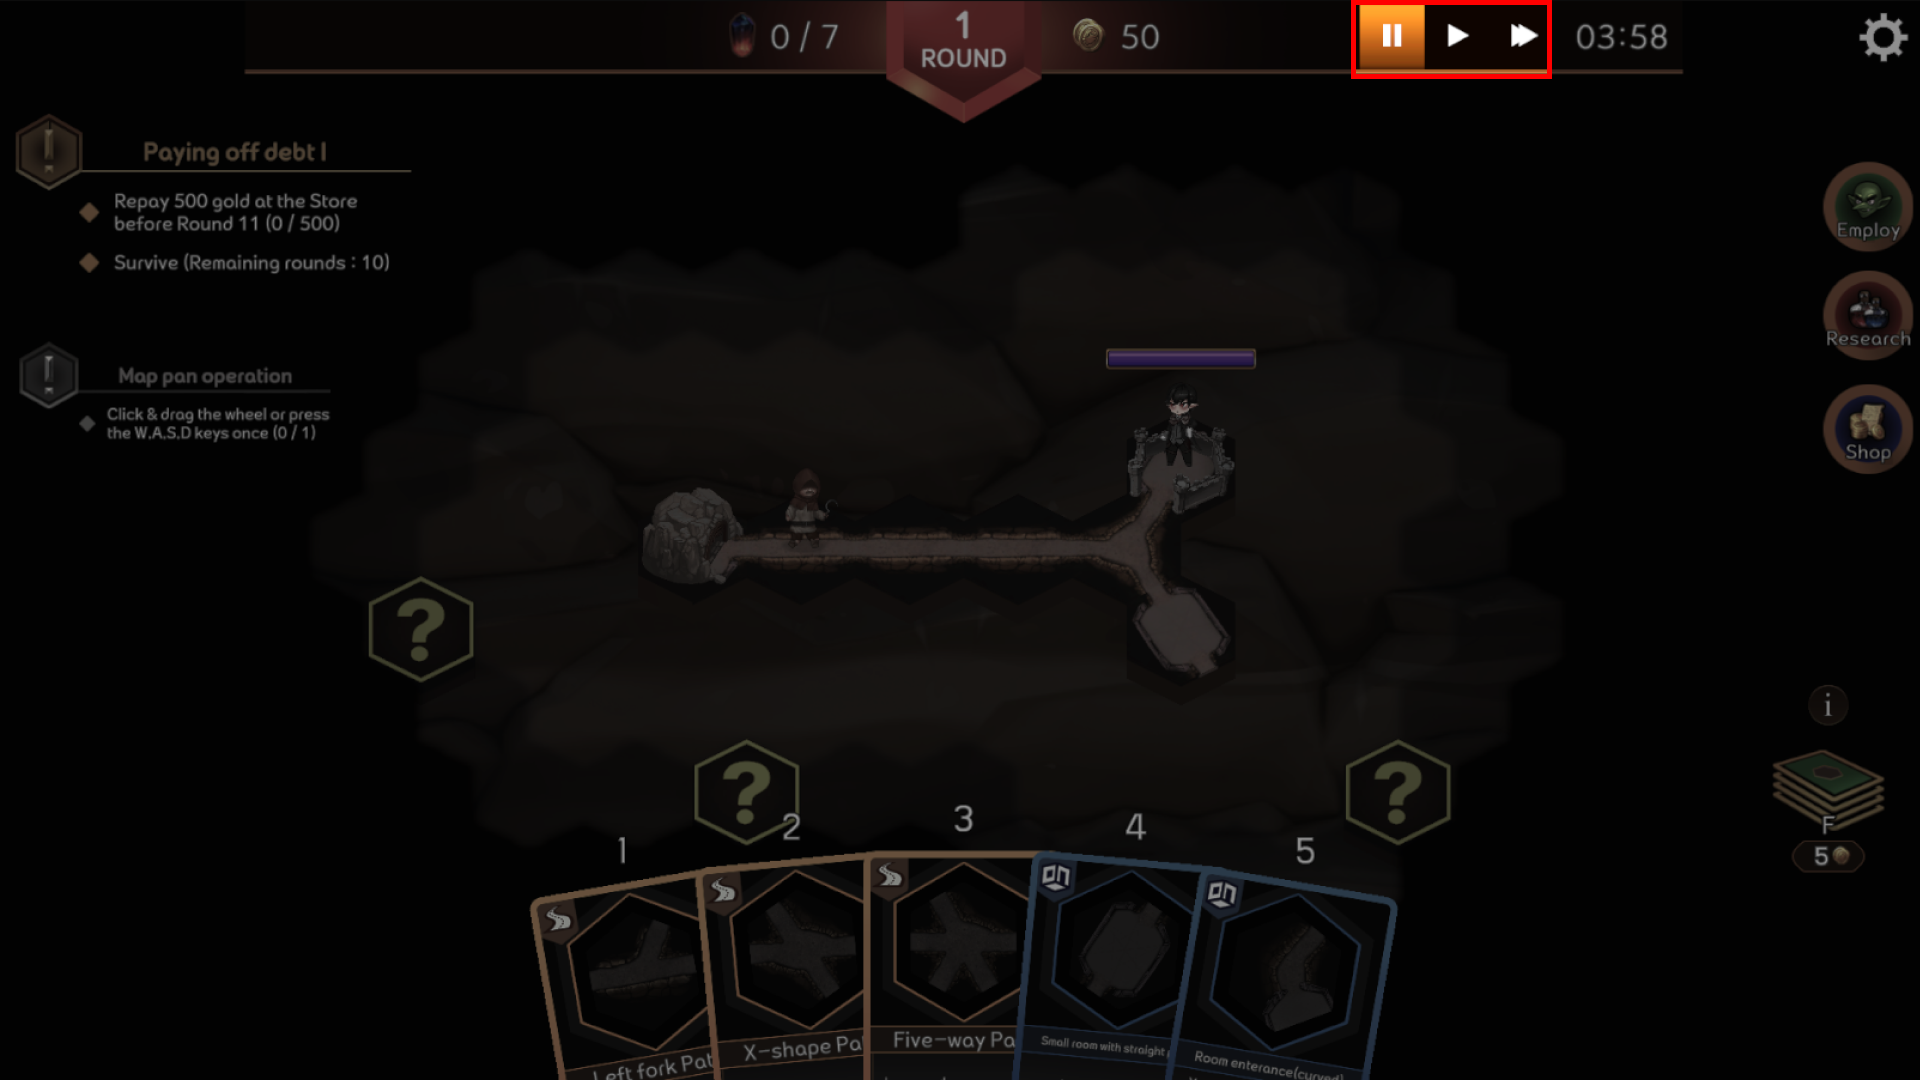 0 / 7
1
ROUND
50
03:58
Paying off debt I
Repay 500 gold at the Store
before Round 11 (0 / 500)
Survive (Remaining rounds : 10)
Map pan operation
Click & drag the wheel or press
the W.A.S.D keys once (0 / 1)
Employ
Research
Shop
?
?
?
i
F
5
1
2
3
4
5
Left fork Pat
X-shape Pa
Five-way Pa
Small room with straight
Room enterance(curved)